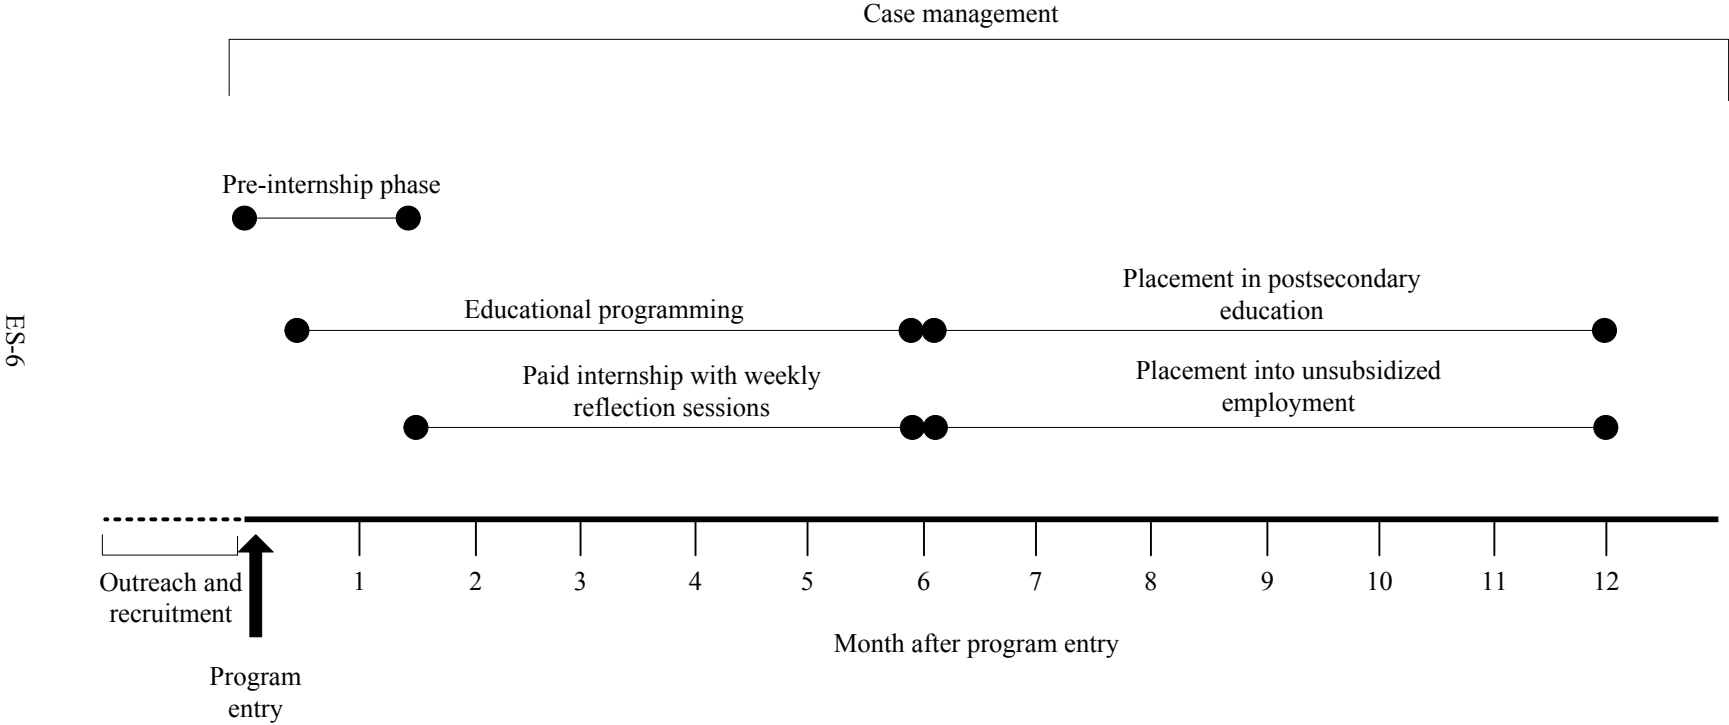 Case management
Pre-internship phase
Placement in postsecondary
education
Educational programming
Paid internship with weekly
reflection sessions
Placement into unsubsidized
employment
ES-6
1 2 3 4 5 6 7 8 9 10 11 12
Outreach and
recruitment
Month after program entry
Program
entry